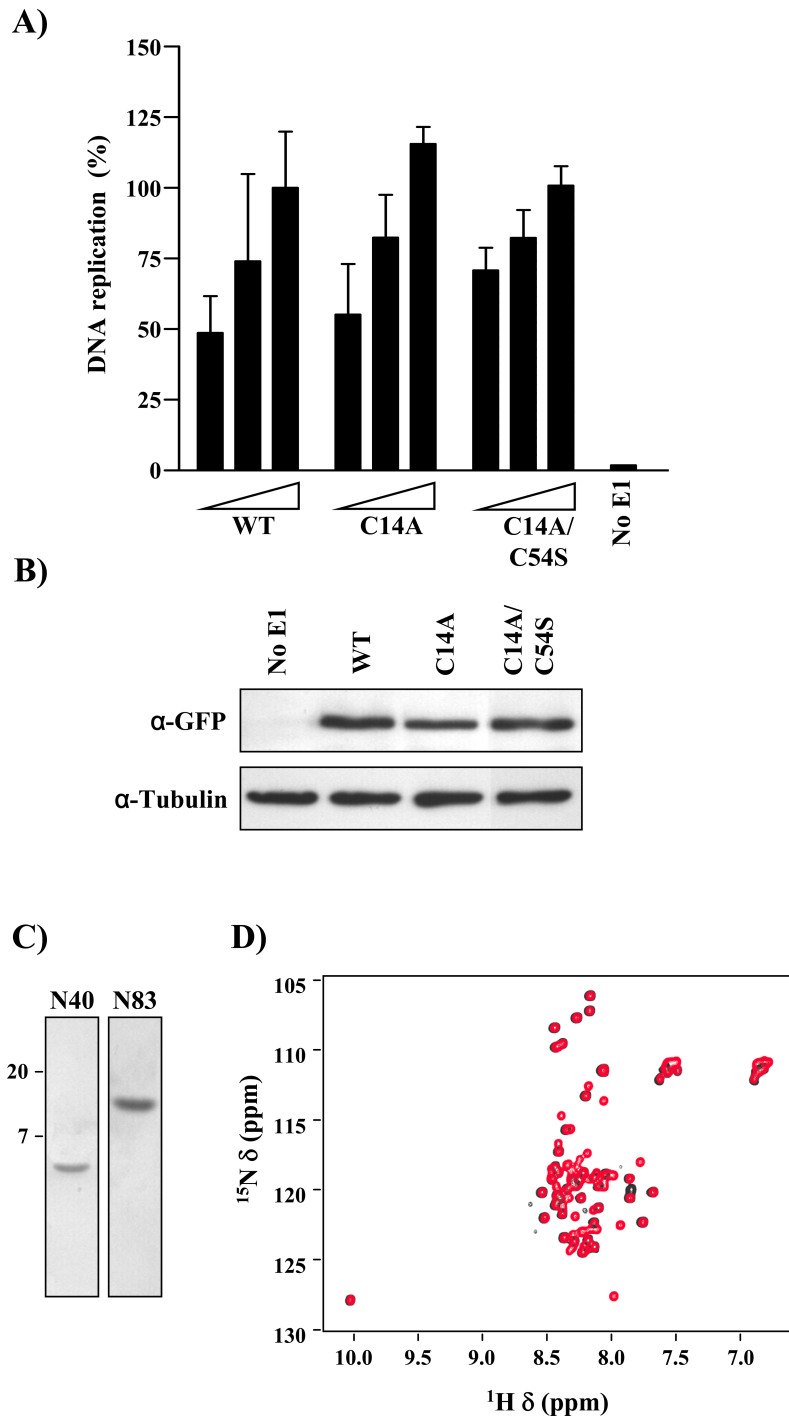 A)
DNA replication (%)
150
125
100
75
50
25
0
WT
C14A
C14A/
C54S
No E1
B)
No E1
WT
C14A
C14A/
C54S
α-GFP
α-Tubulin
C)
N40 N83
20
7
D)
15N δ (ppm)
105
110
115
120
125
130
10.0 9.5 9.0 8.5 8.0 7.5 7.0
1H δ (ppm)